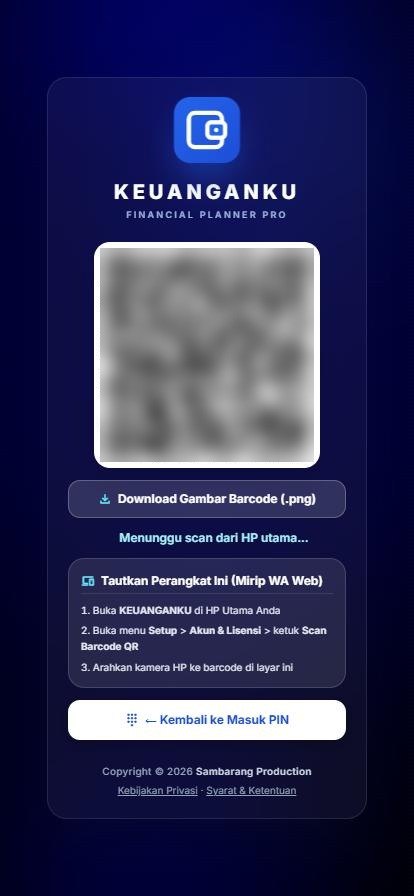 KEUANGANKU
FINANCIAL PLANNER PRO
Download Gambar Barcode (.png)
Menunggu scan dari HP utama...
Tautkan Perangkat Ini (Mirip WA Web)
1. Buka KEUANGANKU di HP Utama Anda
2. Buka menu Setup > Akun & Lisensi > ketuk Scan
Barcode QR
3. Arahkan kamera HP ke barcode di layar ini
← Kembali ke Masuk PIN
Copyright © 2026 Sambarang Production
Kebijakan Privasi · Syarat & Ketentuan